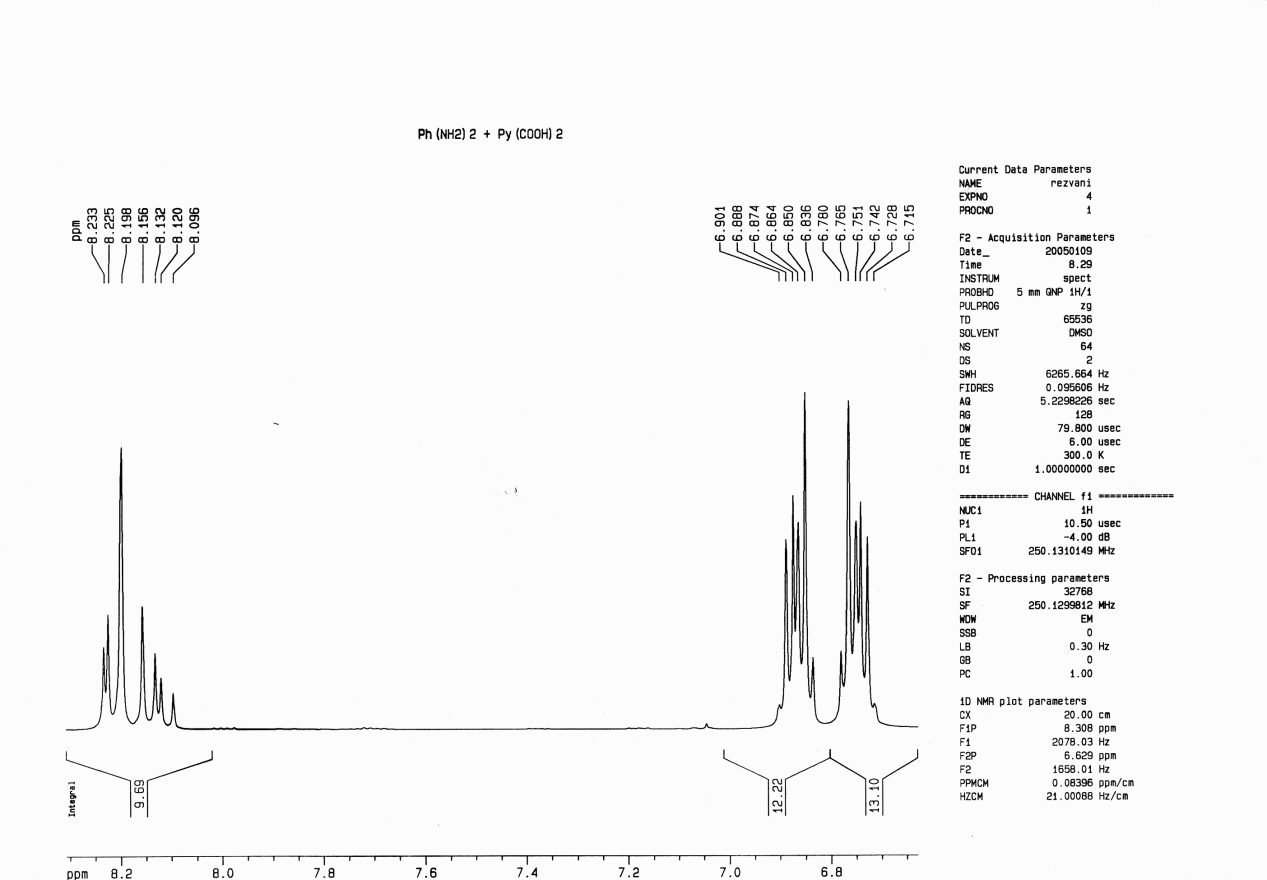 Ph (NH2) 2 + Py (COOH) 2
ppm
8.233
8.225
8.198
8.156
8.132
8.120
8.096
6.901
6.888
6.874
6.864
6.850
6.836
6.780
6.765
6.751
6.742
6.728
6.715
Current Data Parameters
NAME rezvani
EXPNO 4
PROCNO 1
F2 - Acquisition Parameters
Date_ 20050109
Time 8.29
INSTRUM spect
PROBHD 5 mm QNP 1H/1
PULPROG zg
TD 65536
SOLVENT DMSO
NS 64
DS 2
SWH 6265.664 Hz
FIDRES 0.095606 Hz
AQ 5.2298226 sec
RG 128
DW 79.800 usec
DE 6.00 usec
TE 300.0 K
D1 1.00000000 sec
============ CHANNEL f1 =============
NUC1 1H
P1 10.50 usec
PL1 -4.00 dB
SFO1 250.1310149 MHz
F2 - Processing parameters
SI 32768
SF 250.1299812 MHz
WDW EM
SSB 0
LB 0.30 Hz
GB 0
PC 1.00
1D NMR plot parameters
CX 20.00 cm
F1P 8.308 ppm
F1 2078.03 Hz
F2P 6.629 ppm
F2 1658.01 Hz
PPMCM 0.08396 ppm/cm
HZCM 21.00088 Hz/cm
Integral
9.69
12.22
13.10
ppm 8.2 8.0 7.8 7.6 7.4 7.2 7.0 6.8